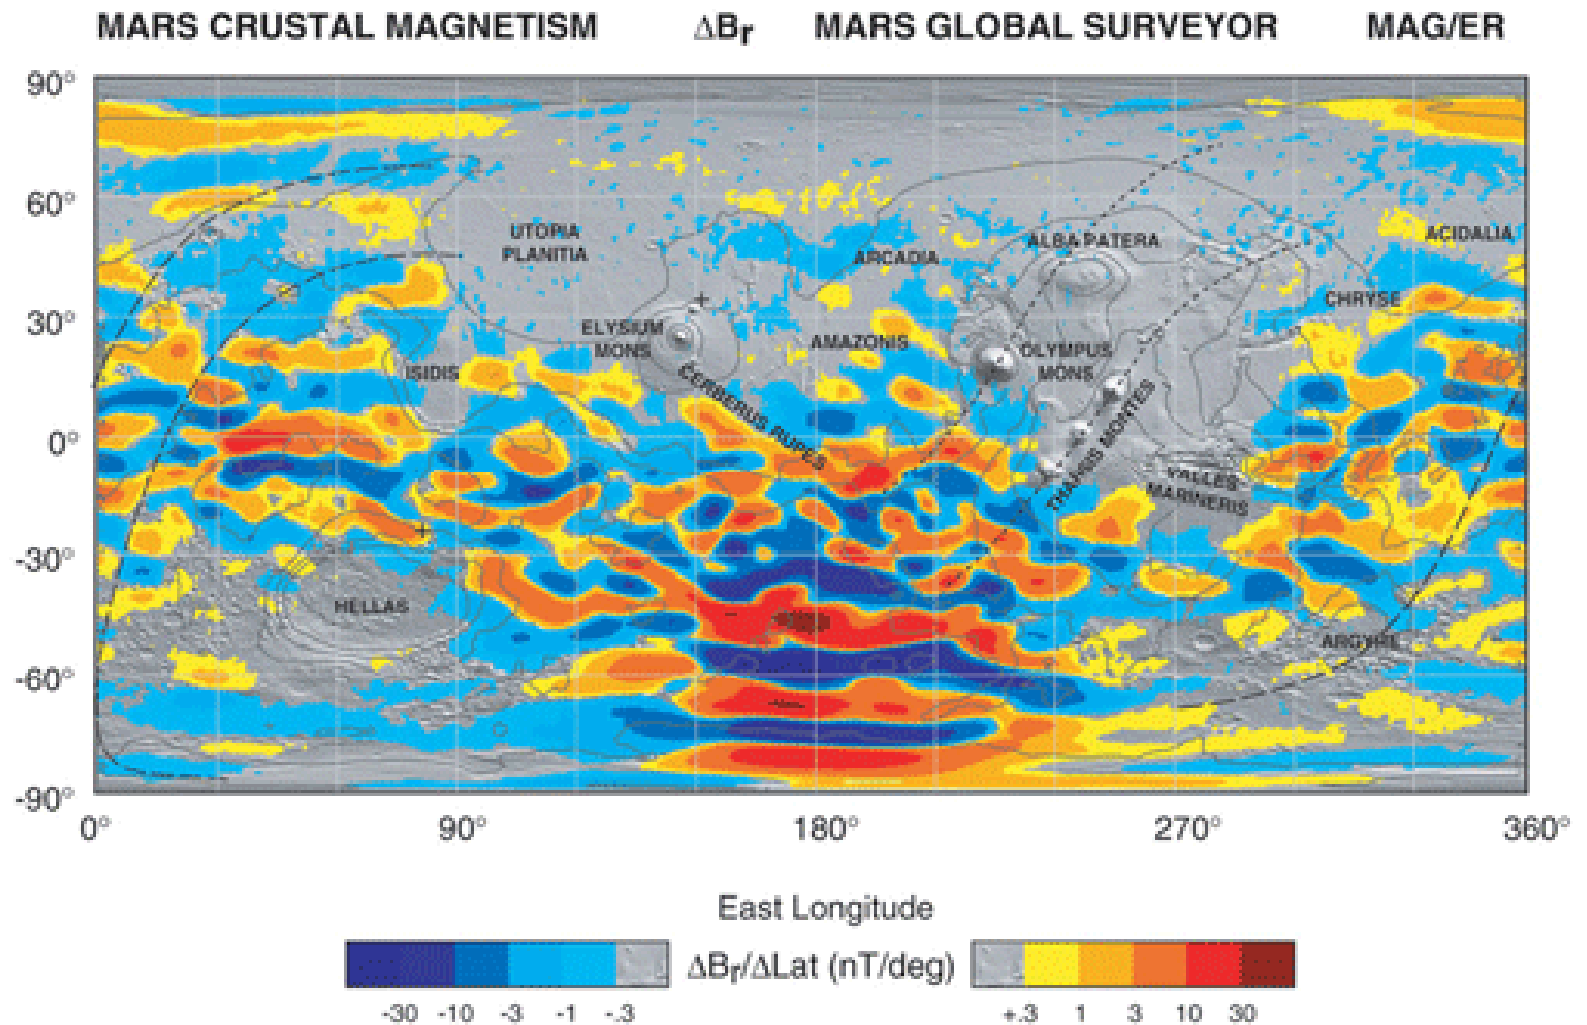 MARS CRUSTAL MAGNETISM ΔBr MARS GLOBAL SURVEYOR MAG/ER
90°
60°
30°
0°
-30°
-60°
-90°
UTOPIA
PLANITIA
ARCADIA
ALBA PATERA
ACIDALIA
CHRYSE
ELYSIUM
MONS
AMAZONIS
OLYMPUS
MONS
ISIDIS
CERBERUS RUPES
THARSIS MONTES
VALLES
MARINERIS
HELLAS
ARGYRE
0° 90° 180° 270° 360°
East Longitude
ΔBr/ΔLat (nT/deg)
-30 -10 -3 -1 -.3
+.3 1 3 10 30